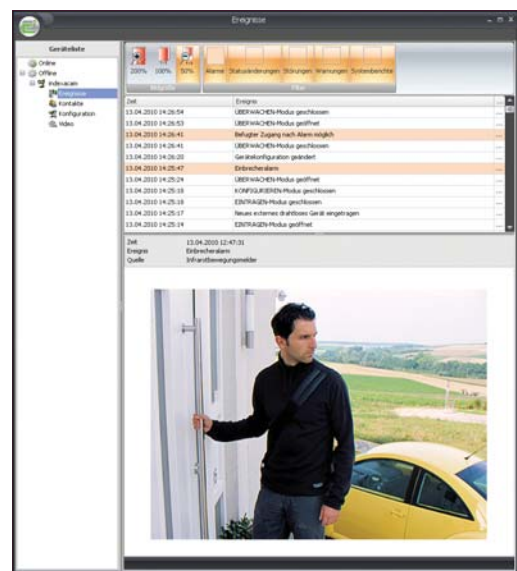 Ereignisse
Geräteliste
Online
Offline
indexacam
Ereignisse
Kontakte
Konfiguration
Video
200% 100% 50%
Bildgröße
Alarme Statusänderungen Störungen Warnungen Systemberichte
Filter
Zeit Ereignis ...
13.04.2010 14:26:54 ÜBERWACHEN-Modus geschlossen ...
13.04.2010 14:26:53 ÜBERWACHEN-Modus geöffnet ...
13.04.2010 14:26:41 Befugter Zugang nach Alarm möglich ...
13.04.2010 14:26:41 ÜBERWACHEN-Modus geschlossen ...
13.04.2010 14:26:20 Gerätekonfiguration geändert ...
13.04.2010 14:25:47 Einbrecheralarm ...
13.04.2010 14:25:24 ÜBERWACHEN-Modus geöffnet ...
13.04.2010 14:25:18 KONFIGURIEREN-Modus geschlossen ...
13.04.2010 14:25:18 EINTRAGEN-Modus geschlossen ...
13.04.2010 14:25:17 Neues externes drahtloses Gerät eingetragen ...
13.04.2010 14:25:14 EINTRAGEN-Modus geöffnet ...
Zeit 13.04.2010 12:47:31
Ereignis Einbrecheralarm
Quelle Infrarotbewegungsmelder